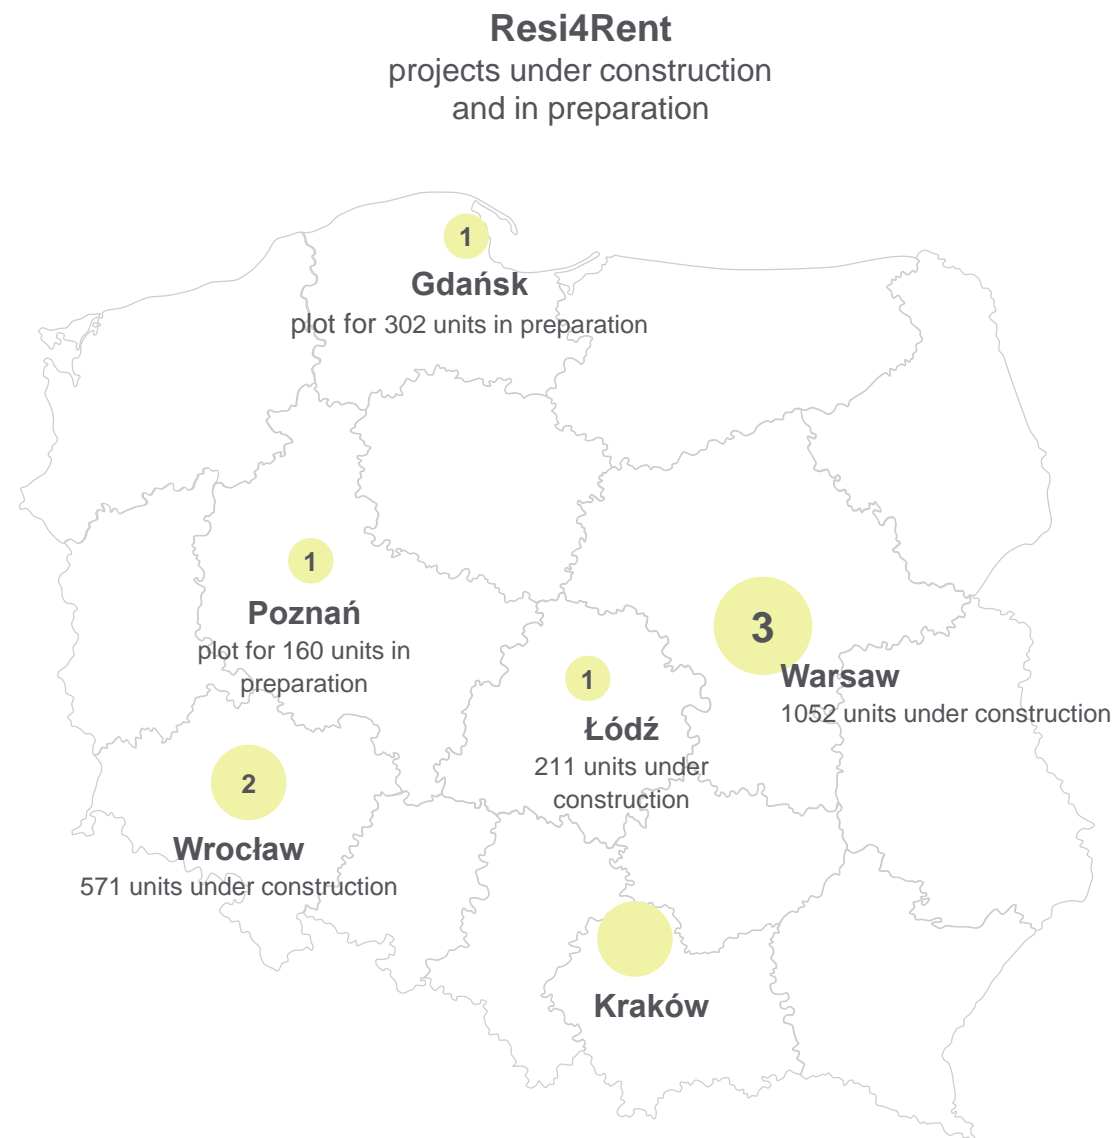 Resi4Rent
projects under construction
and in preparation
1
Gdańsk
plot for 302 units in preparation
1
Poznań
plot for 160 units in
preparation
3
Warsaw
1052 units under construction
1
Łódź
211 units under
construction
2
Wrocław
571 units under construction
Kraków